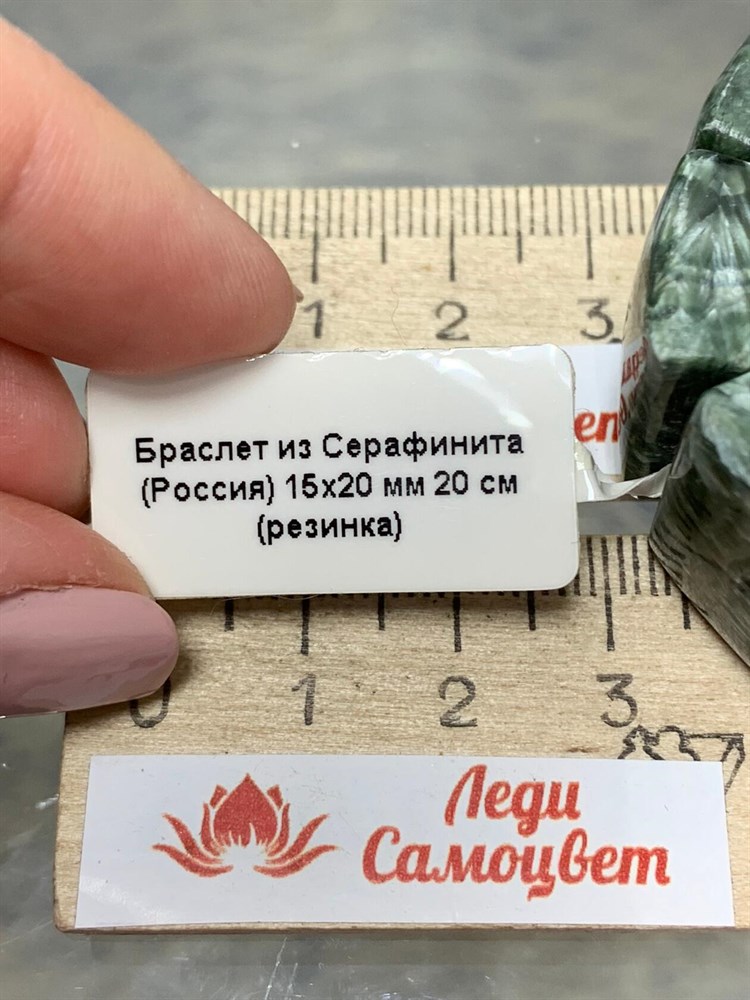 1 2 3
Браслет из Серафинита
(Россия) 15х20 мм 20 см
(резинка)
0 1 2 3
Леди
Самоцвет